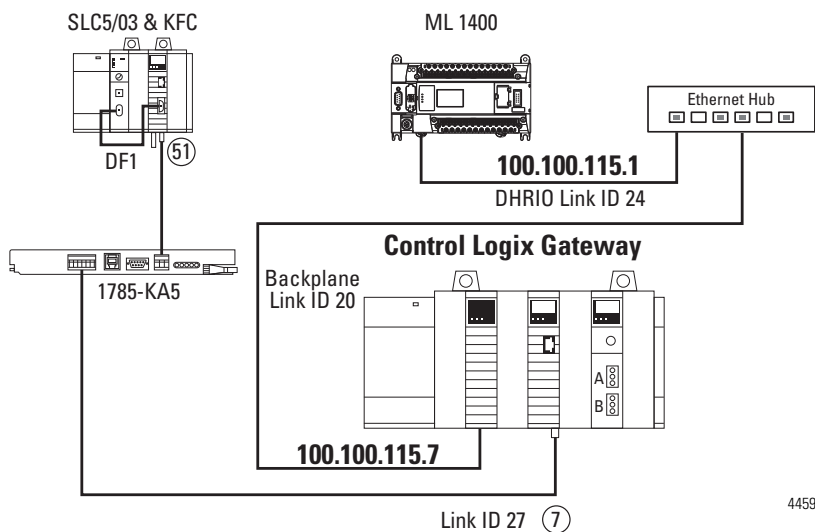 SLC5/03 & KFC
ML 1400
Ethernet Hub
DF1
51
100.100.115.1
DHRIO Link ID 24
Control Logix Gateway
1785-KA5
Backplane
Link ID 20
A
B
100.100.115.7
Link ID 27
7
4459